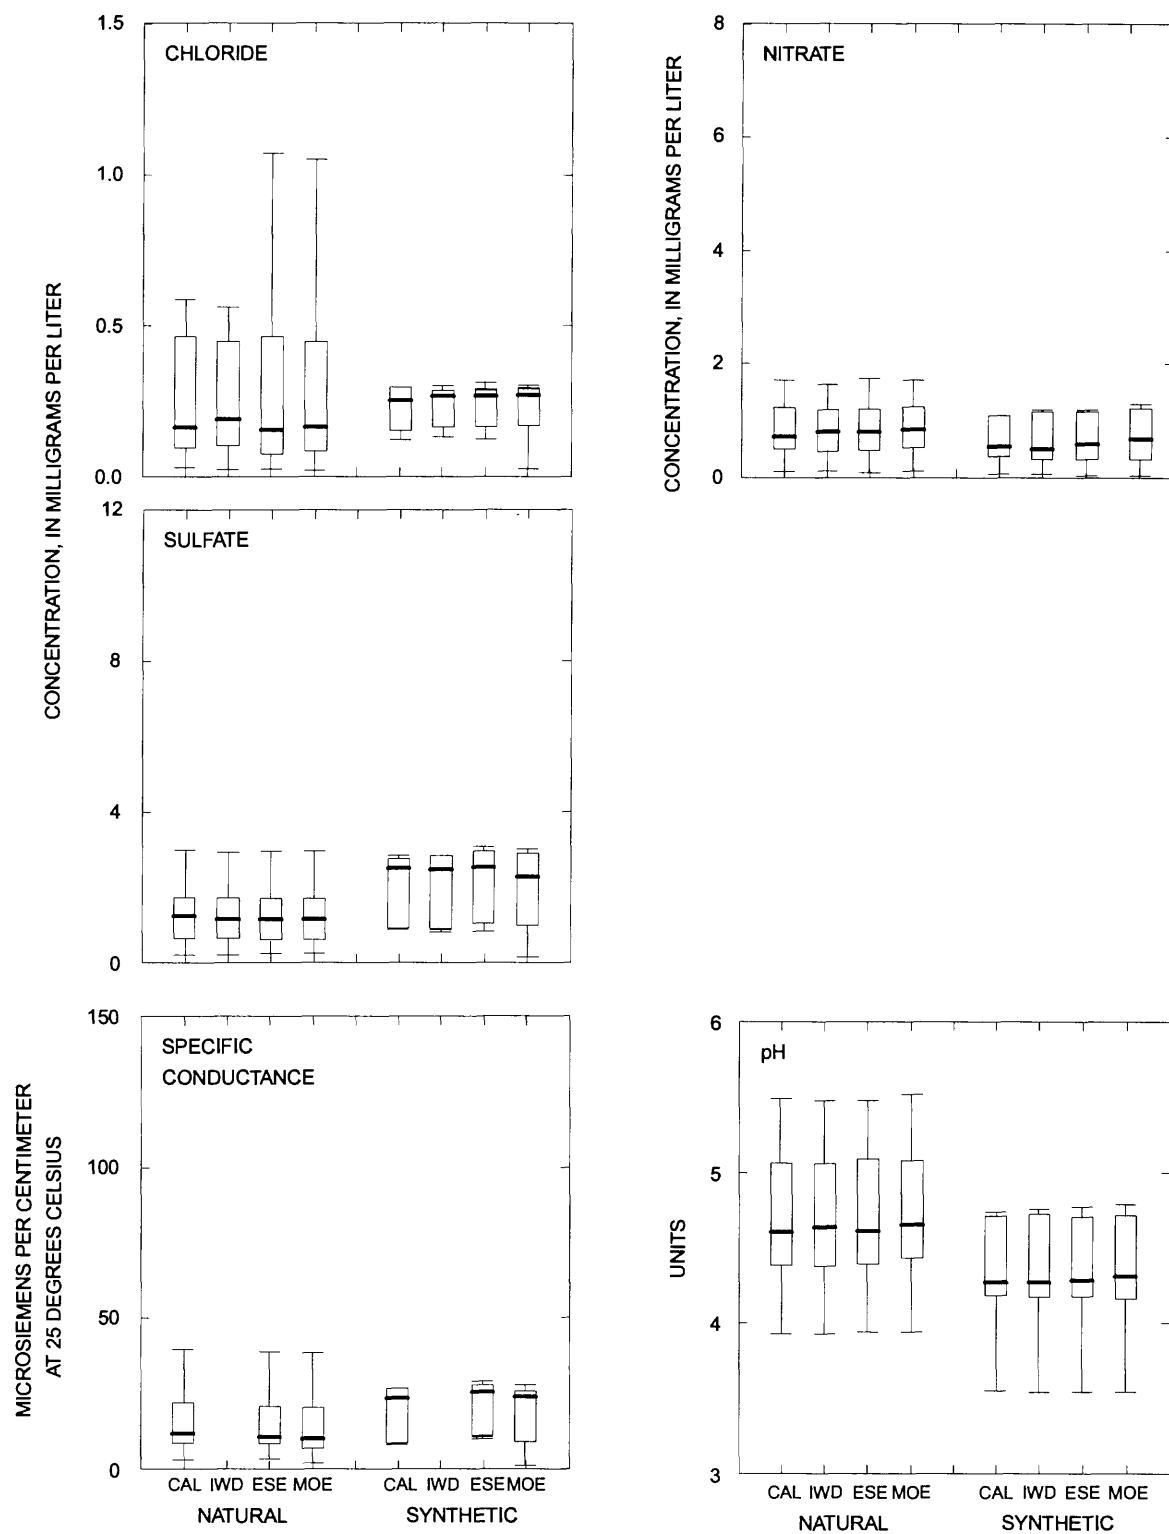 CONCENTRATION, IN MILLIGRAMS PER LITER
1.5
1.0
0.5
0.0
CHLORIDE
12
8
4
0
SULFATE
CONCENTRATION, IN MILLIGRAMS PER LITER
8
6
4
2
0
NITRATE
MICROSIEMENS PER CENTIMETER
AT 25 DEGREES CELSIUS
150
100
50
0
SPECIFIC
CONDUCTANCE
CAL IWD ESE MOE CAL IWD ESE MOE
NATURAL SYNTHETIC
UNITS
6
5
4
3
pH
CAL IWD ESE MOE CAL IWD ESE MOE
NATURAL SYNTHETIC